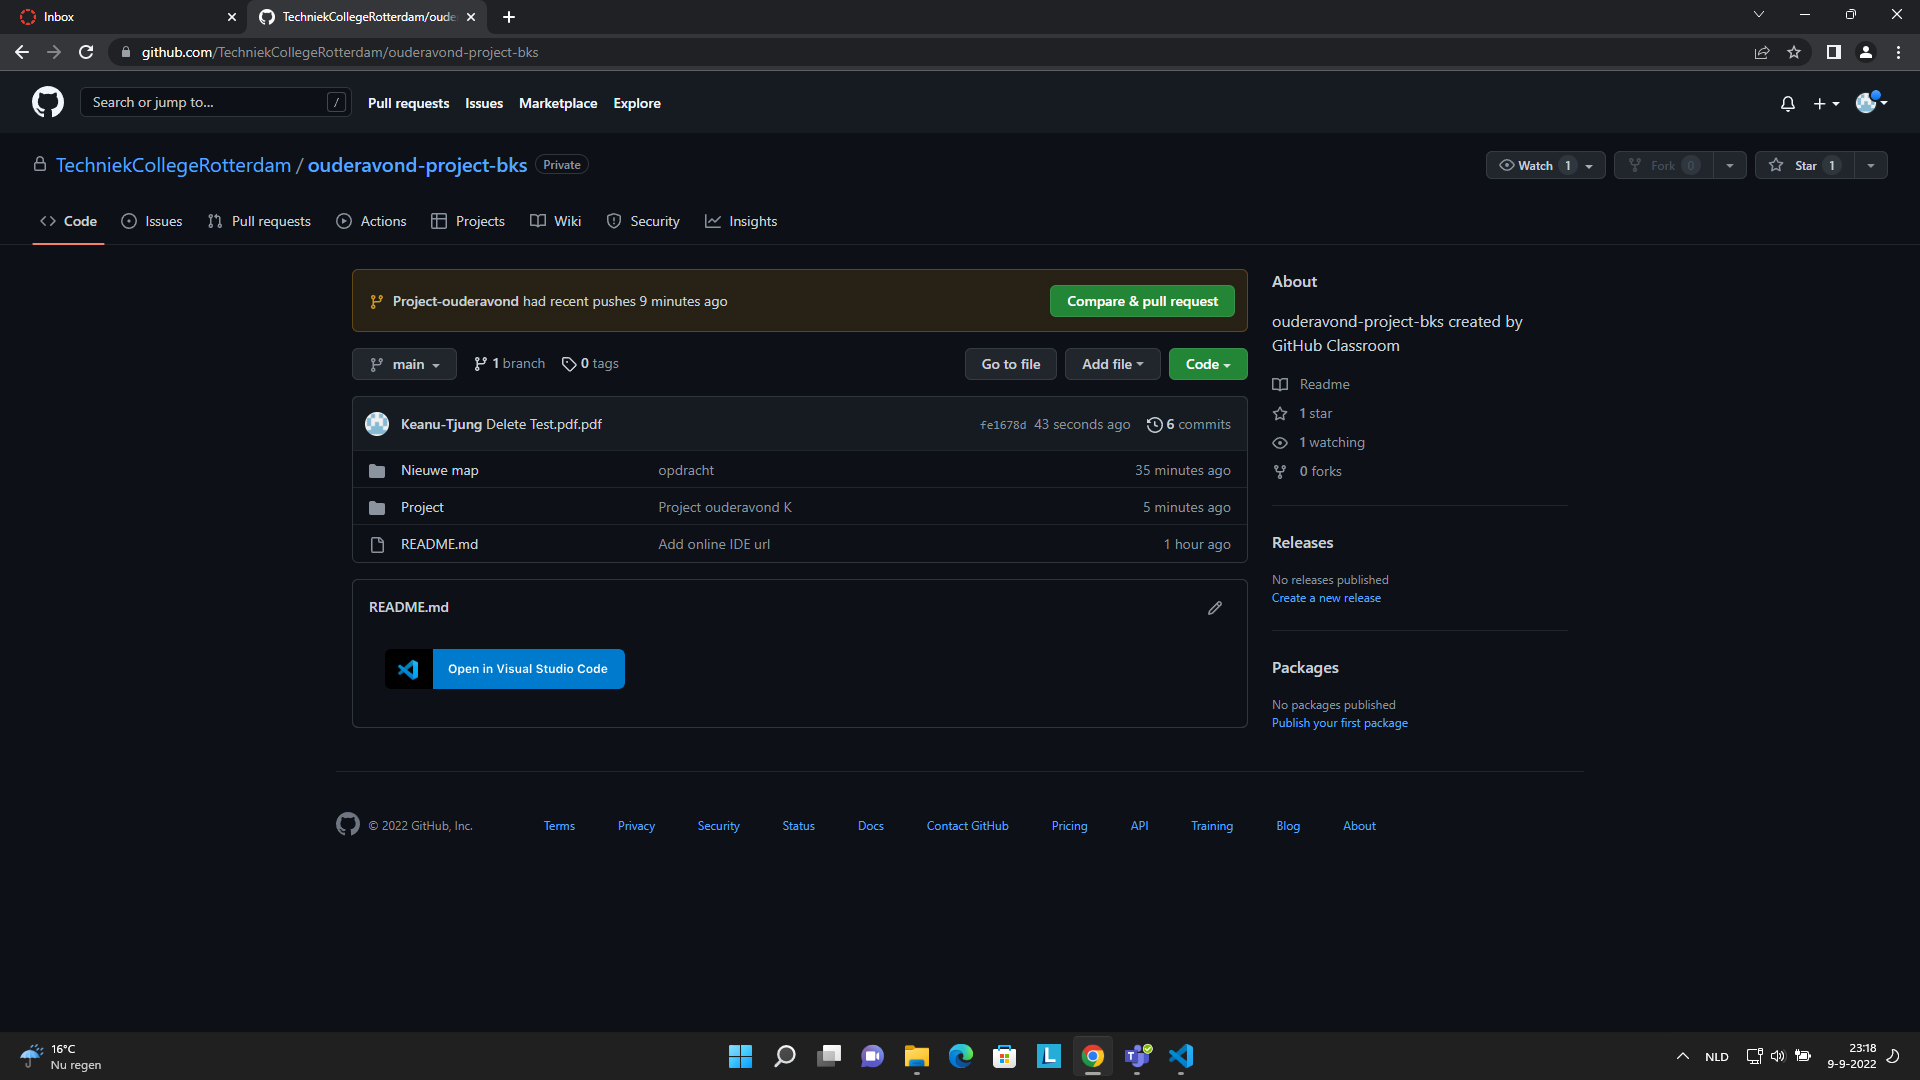 Inbox
TechniekCollegeRotterdam/oude
github.com/TechniekCollegeRotterdam/ouderavond-project-bks
Search or jump to... /
Pull requests Issues Marketplace Explore
TechniekCollegeRotterdam / ouderavond-project-bks Private
Watch 1 Fork 0 Star 1
Code Issues Pull requests Actions Projects Wiki Security Insights
Project-ouderavond had recent pushes 9 minutes ago
Compare & pull request
main 1 branch 0 tags
Go to file Add file Code
Keanu-Tjung Delete Test.pdf.pdf fe1678d 43 seconds ago 6 commits
Nieuwe map opdracht 35 minutes ago
Project Project ouderavond K 5 minutes ago
README.md Add online IDE url 1 hour ago
README.md
Open in Visual Studio Code
About
ouderavond-project-bks created by
GitHub Classroom
Readme
1 star
1 watching
0 forks
Releases
No releases published
Create a new release
Packages
No packages published
Publish your first package
© 2022 GitHub, Inc. Terms Privacy Security Status Docs Contact GitHub Pricing API Training Blog About
16°C
Nu regen
L
T
NLD
23:18
9-9-2022